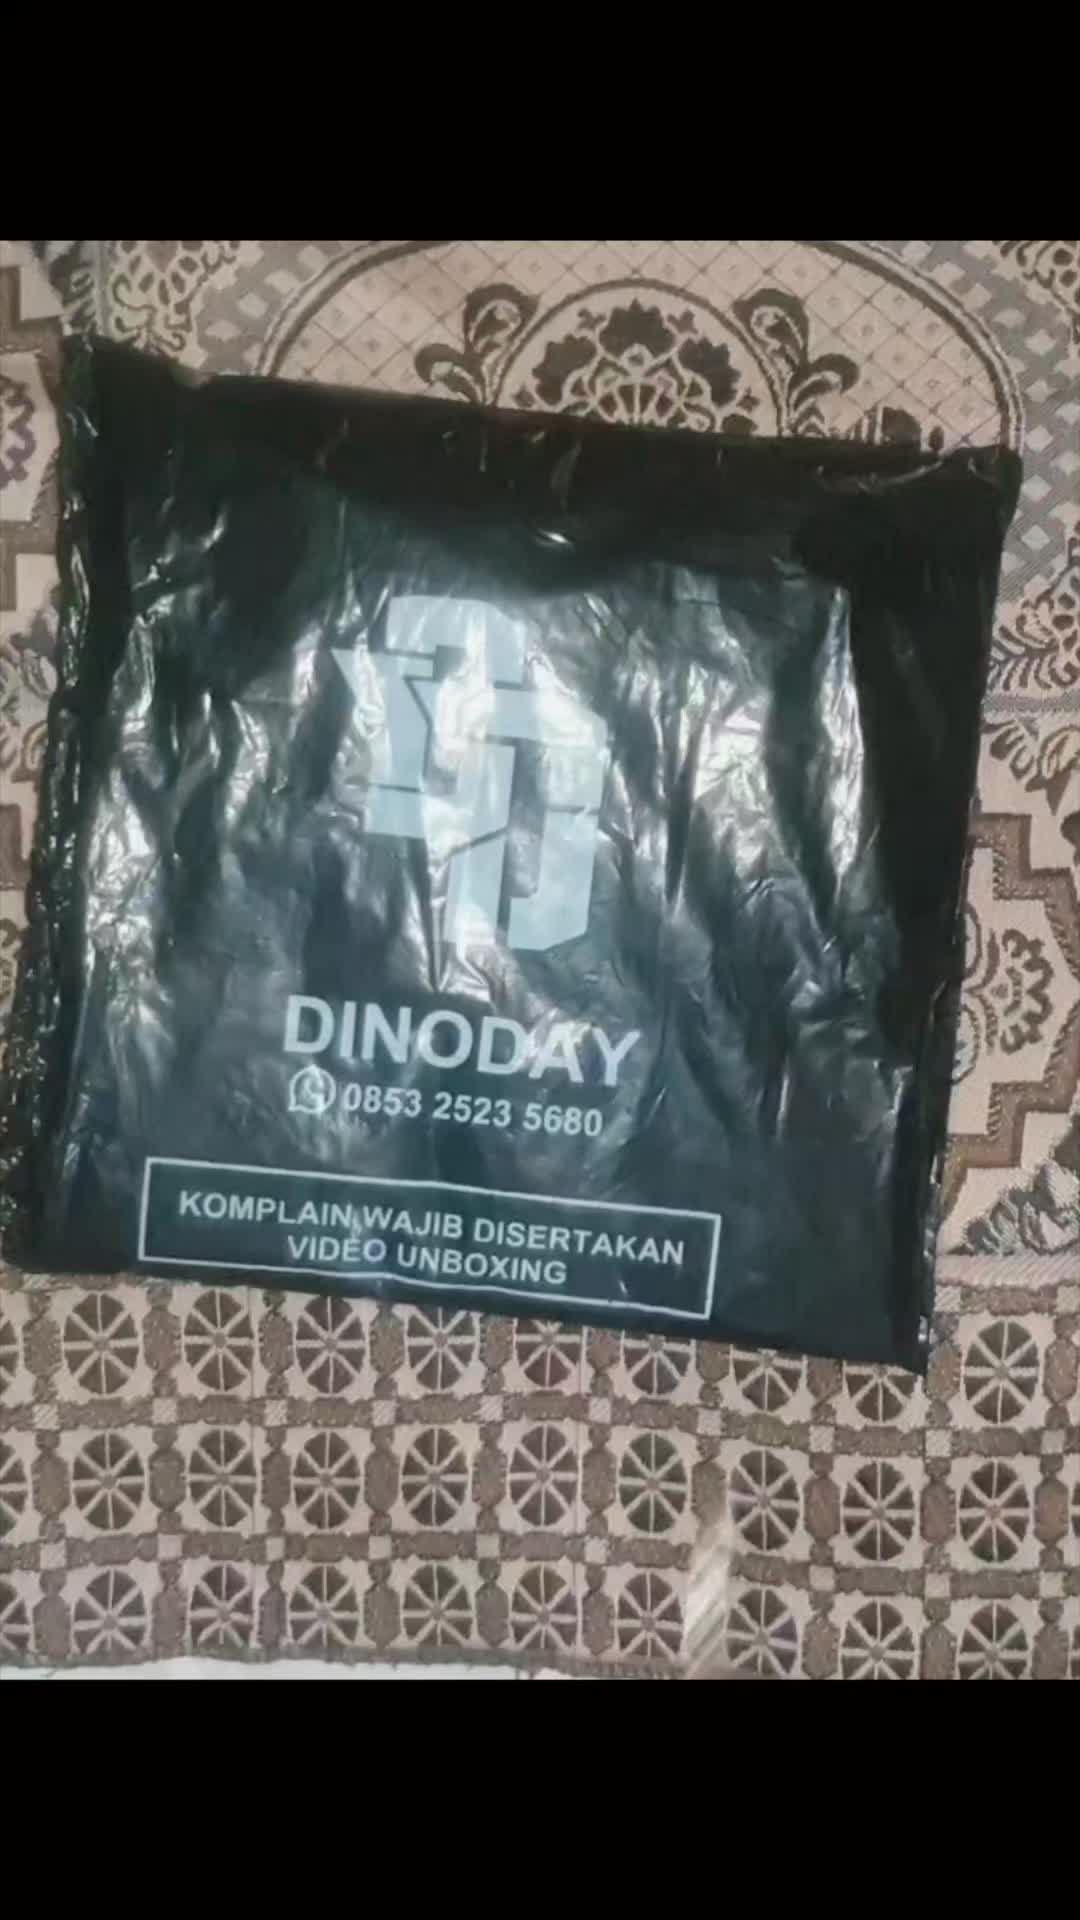 DINODAY
0853 2523 5680
KOMPLAIN WAJIB DISERTAKAN
VIDEO UNBOXING